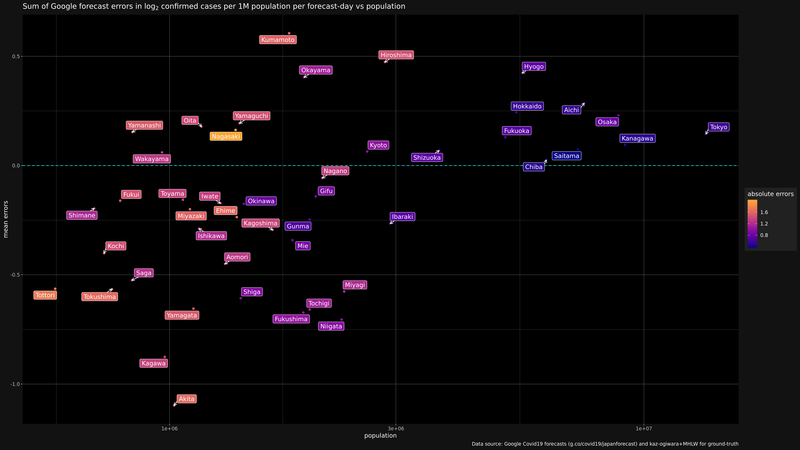 Sum of Google forecast errors in log2 confirmed cases per 1M population per forecast-day vs population
Kumamoto
Hiroshima
0.5
Okayama
Hyogo
Hokkaido
Aichi
Yamaguchi
Oita
Osaka
Yamanashi
Tokyo
Fukuoka
Nagasaki
Kanagawa
Kyoto
Wakayama
Shizuoka
Saitama
0.0
Chiba
Nagano
absolute errors
Fukui
Toyama
Iwate
Gifu
Okinawa
1.6
Shimane
Miyazaki
Ehime
Ibaraki
1.2
mean errors
Kagoshima
Gunma
0.8
Ishikawa
Kochi
Mie
Aomori
Saga
-0.5
Miyagi
Shiga
Tottori
Tokushima
Tochigi
Yamagata
Fukushima
Niigata
Kagawa
-1.0
Akita
1e+06
3e+06
1e+07
population
Data source: Google Covid19 forecasts (g.co/covid19/japanforecast) and kaz-ogiwara+MHLW for ground-truth